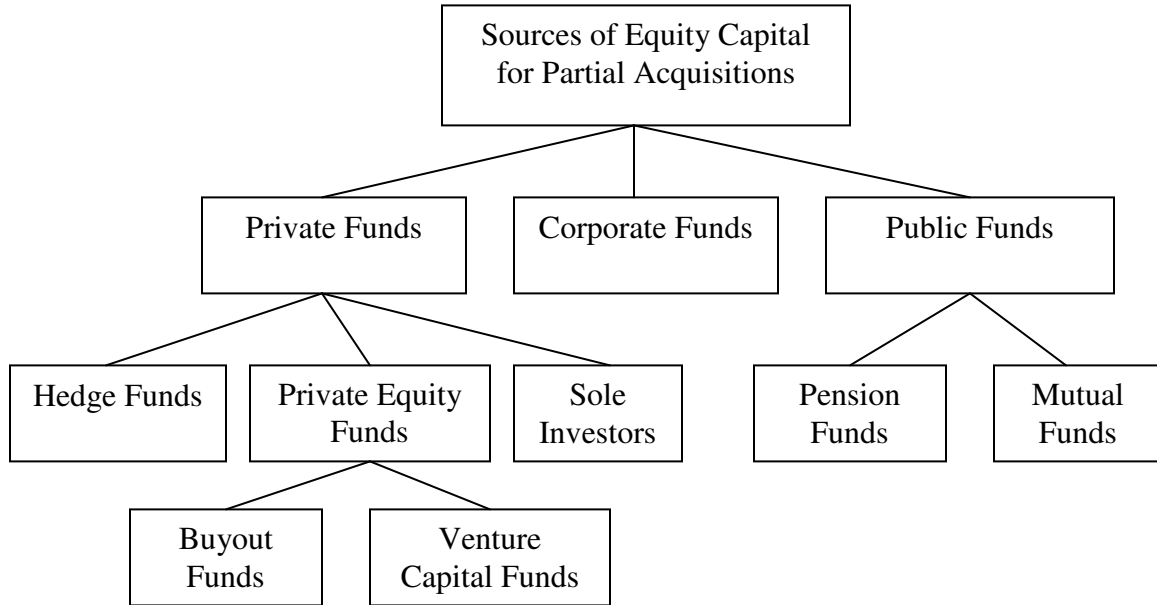 Sources of Equity Capital
for Partial Acquisitions
Private Funds
Corporate Funds
Public Funds
Hedge Funds
Private Equity
Funds
Sole
Investors
Pension
Funds
Mutual
Funds
Buyout
Funds
Venture
Capital Funds